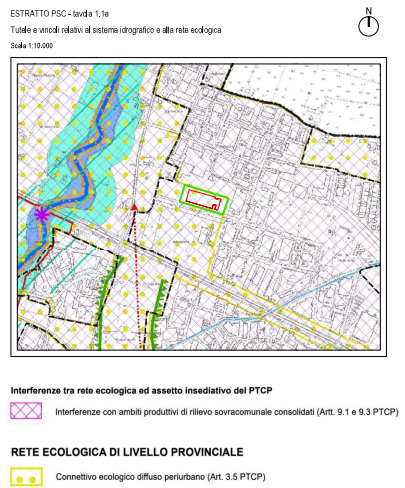 ESTRATTO PSC - tavola 1.1a
N
Tutele e vincoli relativi al sistema idrografico e alla rete ecologica
Scala 1:10.000
Interferenze tra rete ecologica ed assetto insediativo del PTCP
Interferenze con ambiti produttivi di rilievo sovracomunale consolidati (Artt. 9.1 e 9.3 PTCP)
RETE ECOLOGICA DI LIVELLO PROVINCIALE
Connettivo ecologico diffuso periurbano (Art. 3.5 PTCP)